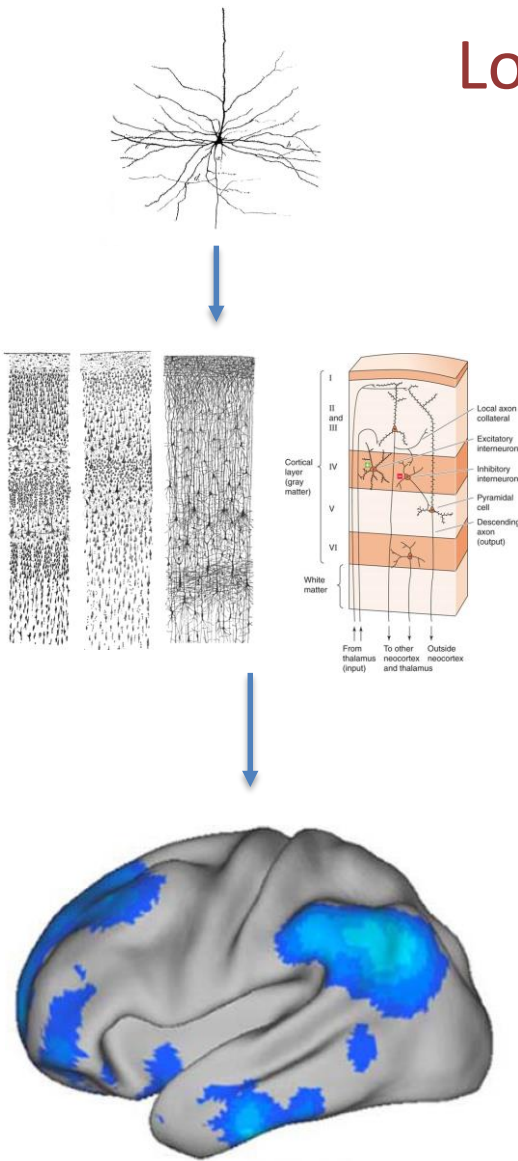 Lo
I
II
and
III
IV
V
VI
Cortical
layer
(gray
matter)
White
matter
Local axon
collateral
Excitatory
interneuron
Inhibitory
interneuron
Pyramidal
cell
Descending
axon
(output)
From
thalamus
(input)
To other
neocortex
and thalamus
Outside
neocortex